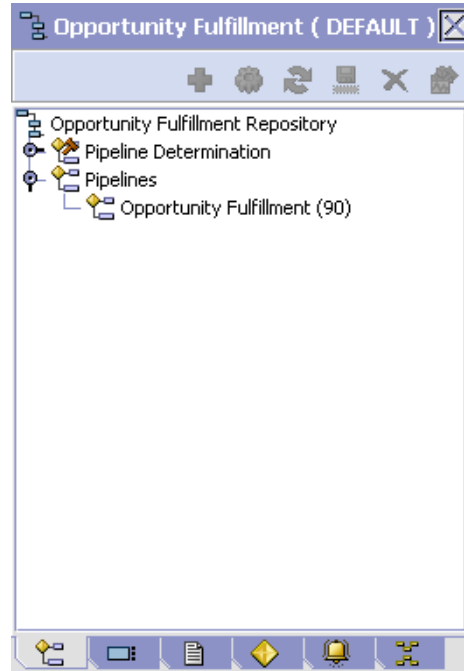 Opportunity Fulfillment ( DEFAULT )
Opportunity Fulfillment Repository
Pipeline Determination
Pipelines
Opportunity Fulfillment (90)